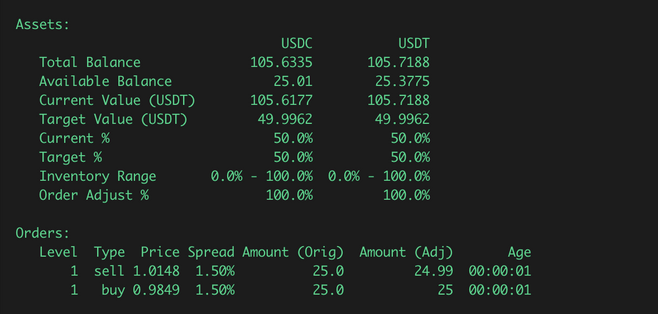 Assets:
USDC USDT
Total Balance 105.6335 105.7188
Available Balance 25.01 25.3775
Current Value (USDT) 105.6177 105.7188
Target Value (USDT) 49.9962 49.9962
Current % 50.0% 50.0%
Target % 50.0% 50.0%
Inventory Range 0.0% - 100.0% 0.0% - 100.0%
Order Adjust % 100.0% 100.0%
Orders:
Level Type Price Spread Amount (Orig) Amount (Adj) Age
1 sell 1.0148 1.50% 25.0 24.99 00:00:01
1 buy 0.9849 1.50% 25.0 25 00:00:01